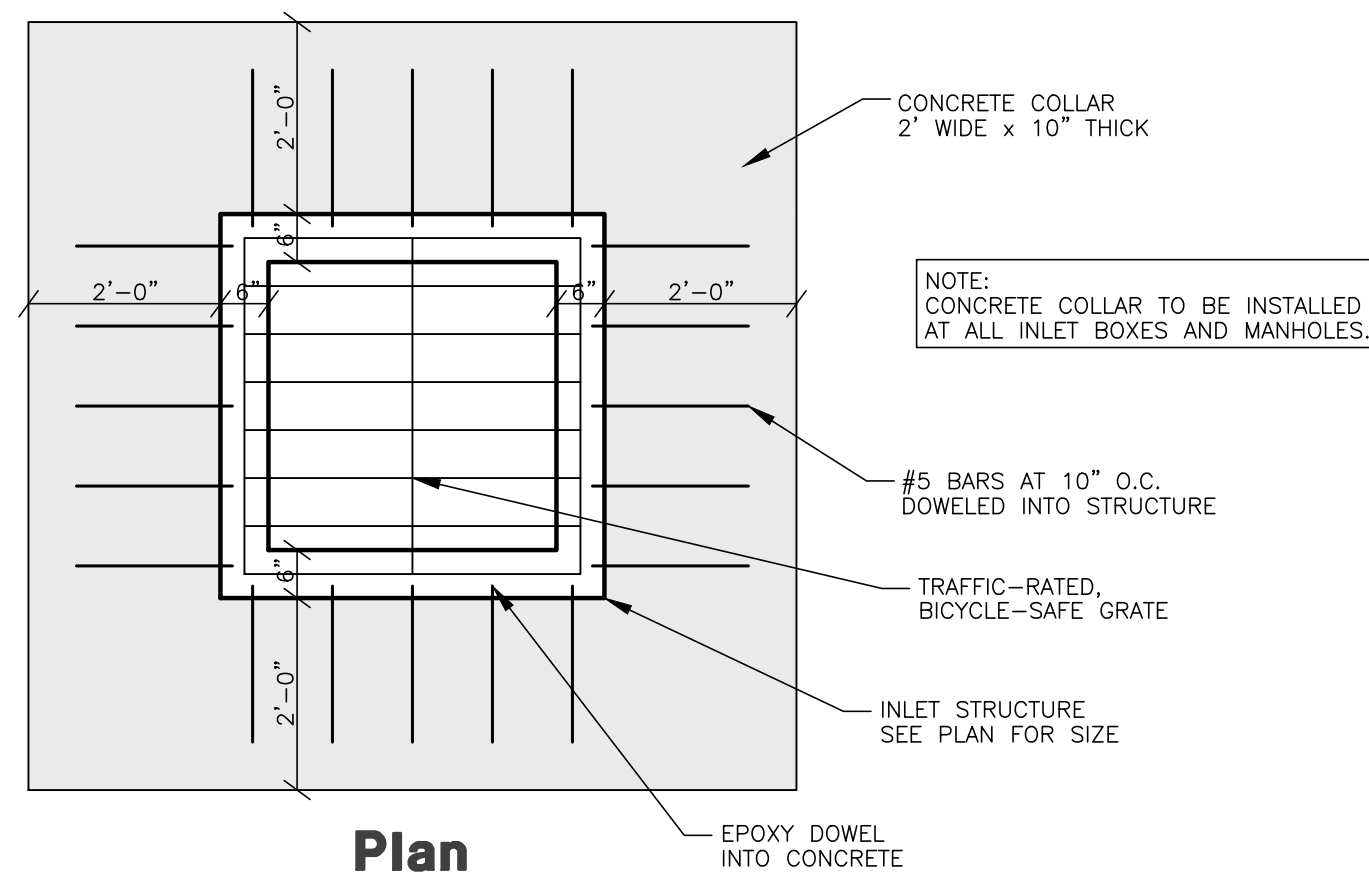 2'-0"
CONCRETE COLLAR
2' WIDE x 10" THICK
6"
2'-0"
6"
6"
2'-0"
NOTE:
CONCRETE COLLAR TO BE INSTALLED
AT ALL INLET BOXES AND MANHOLES.
#5 BARS AT 10" O.C.
DOWELED INTO STRUCTURE
6"
TRAFFIC-RATED,
BICYCLE-SAFE GRATE
2'-0"
INLET STRUCTURE
SEE PLAN FOR SIZE
EPOXY DOWEL
INTO CONCRETE
Plan